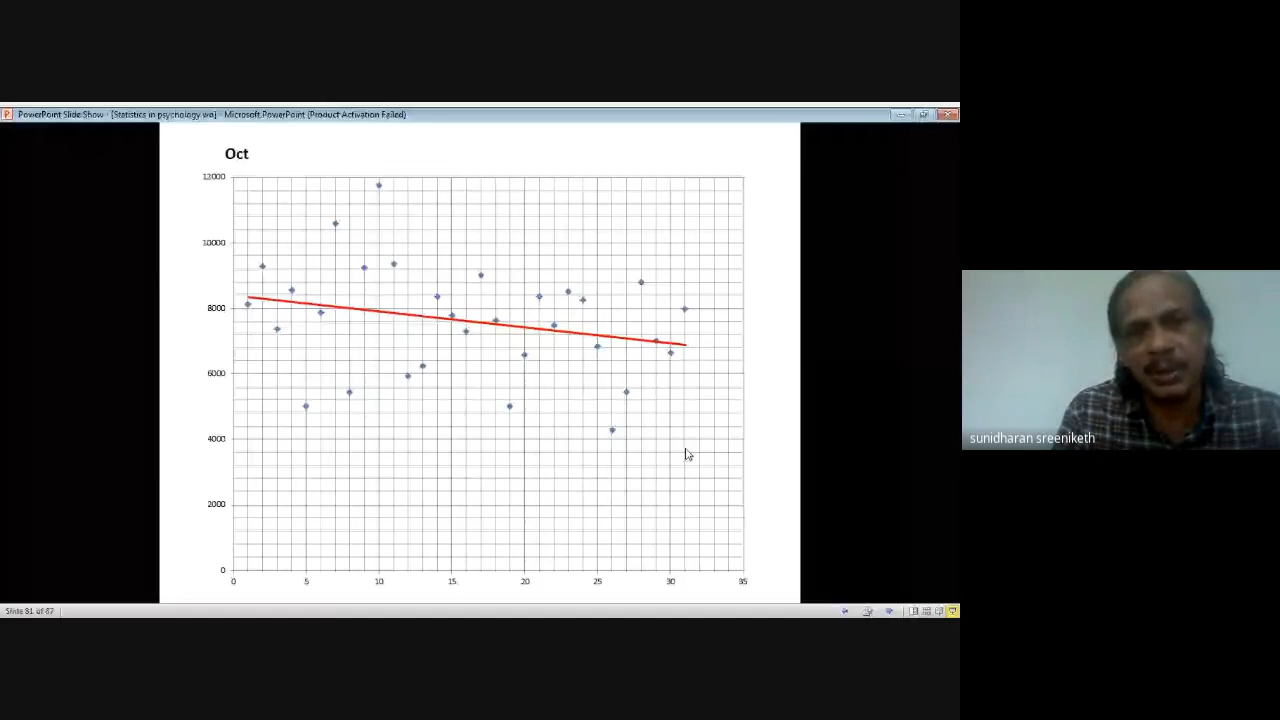 PowerPoint Slide Show - [Statistics in psychology wo] - Microsoft PowerPoint (Product Activation Failed)
Oct
12000
10000
8000
6000
4000
2000
0
0 5 10 15 20 25 30 35
sunidharan sreeniketh
Slide 81 of 87